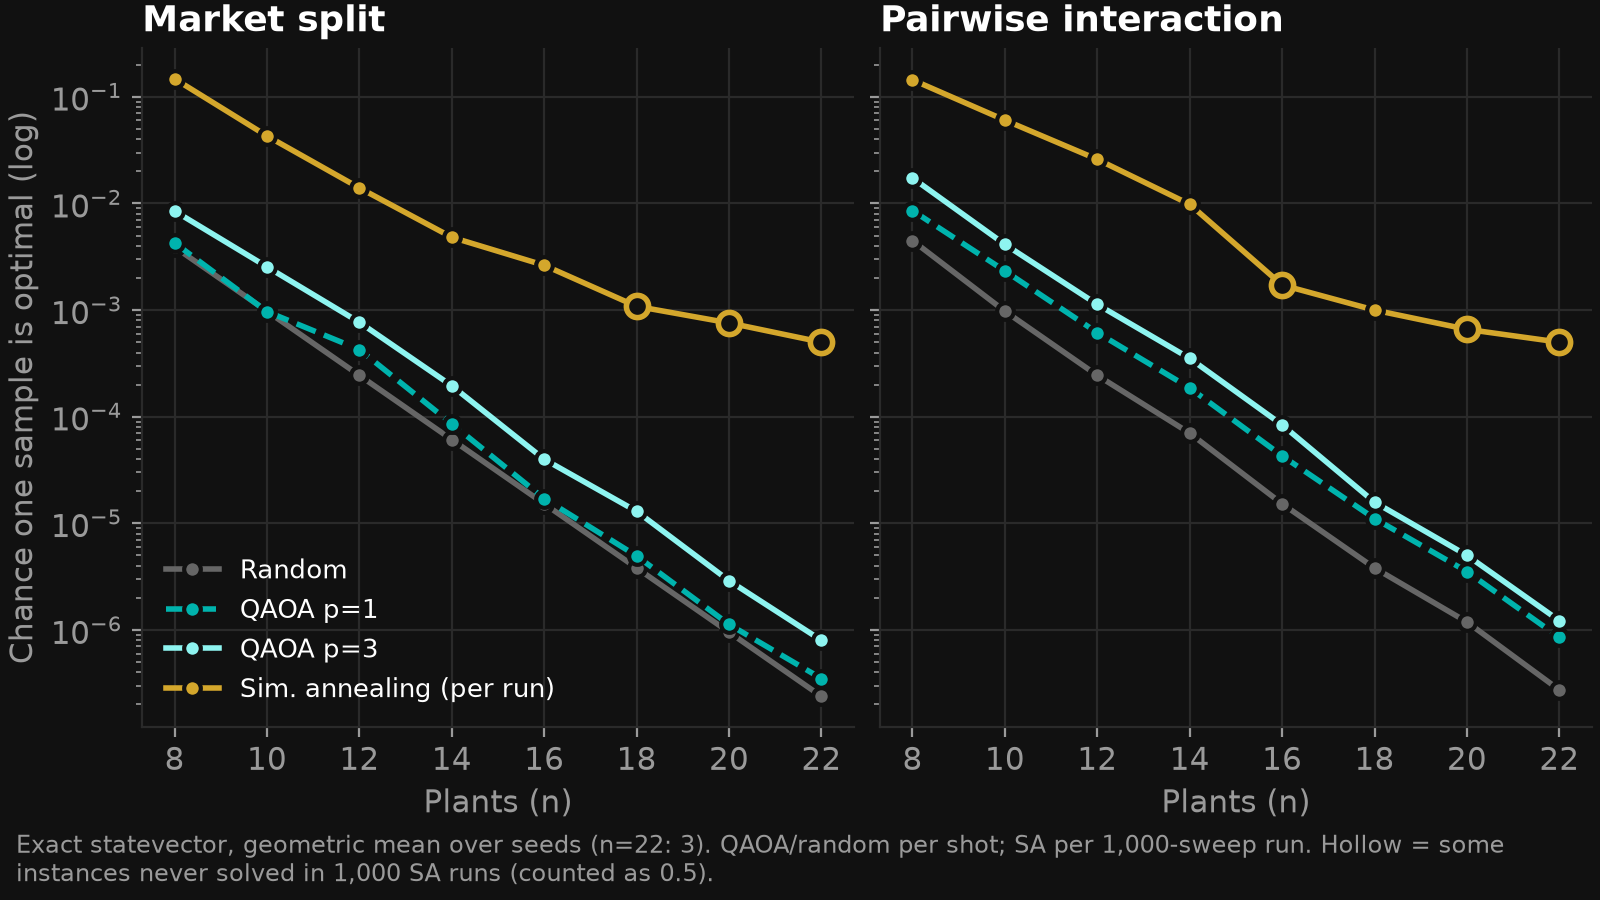 Market split
Pairwise interaction
Chance one sample is optimal (log)
10⁻¹
10⁻²
10⁻³
10⁻⁴
10⁻⁵
10⁻⁶
Random
QAOA p=1
QAOA p=3
Sim. annealing (per run)
8 10 12 14 16 18 20 22
8 10 12 14 16 18 20 22
Plants (n)
Plants (n)
Exact statevector, geometric mean over seeds (n=22: 3). QAOA/random per shot; SA per 1,000-sweep run. Hollow = some
instances never solved in 1,000 SA runs (counted as 0.5).